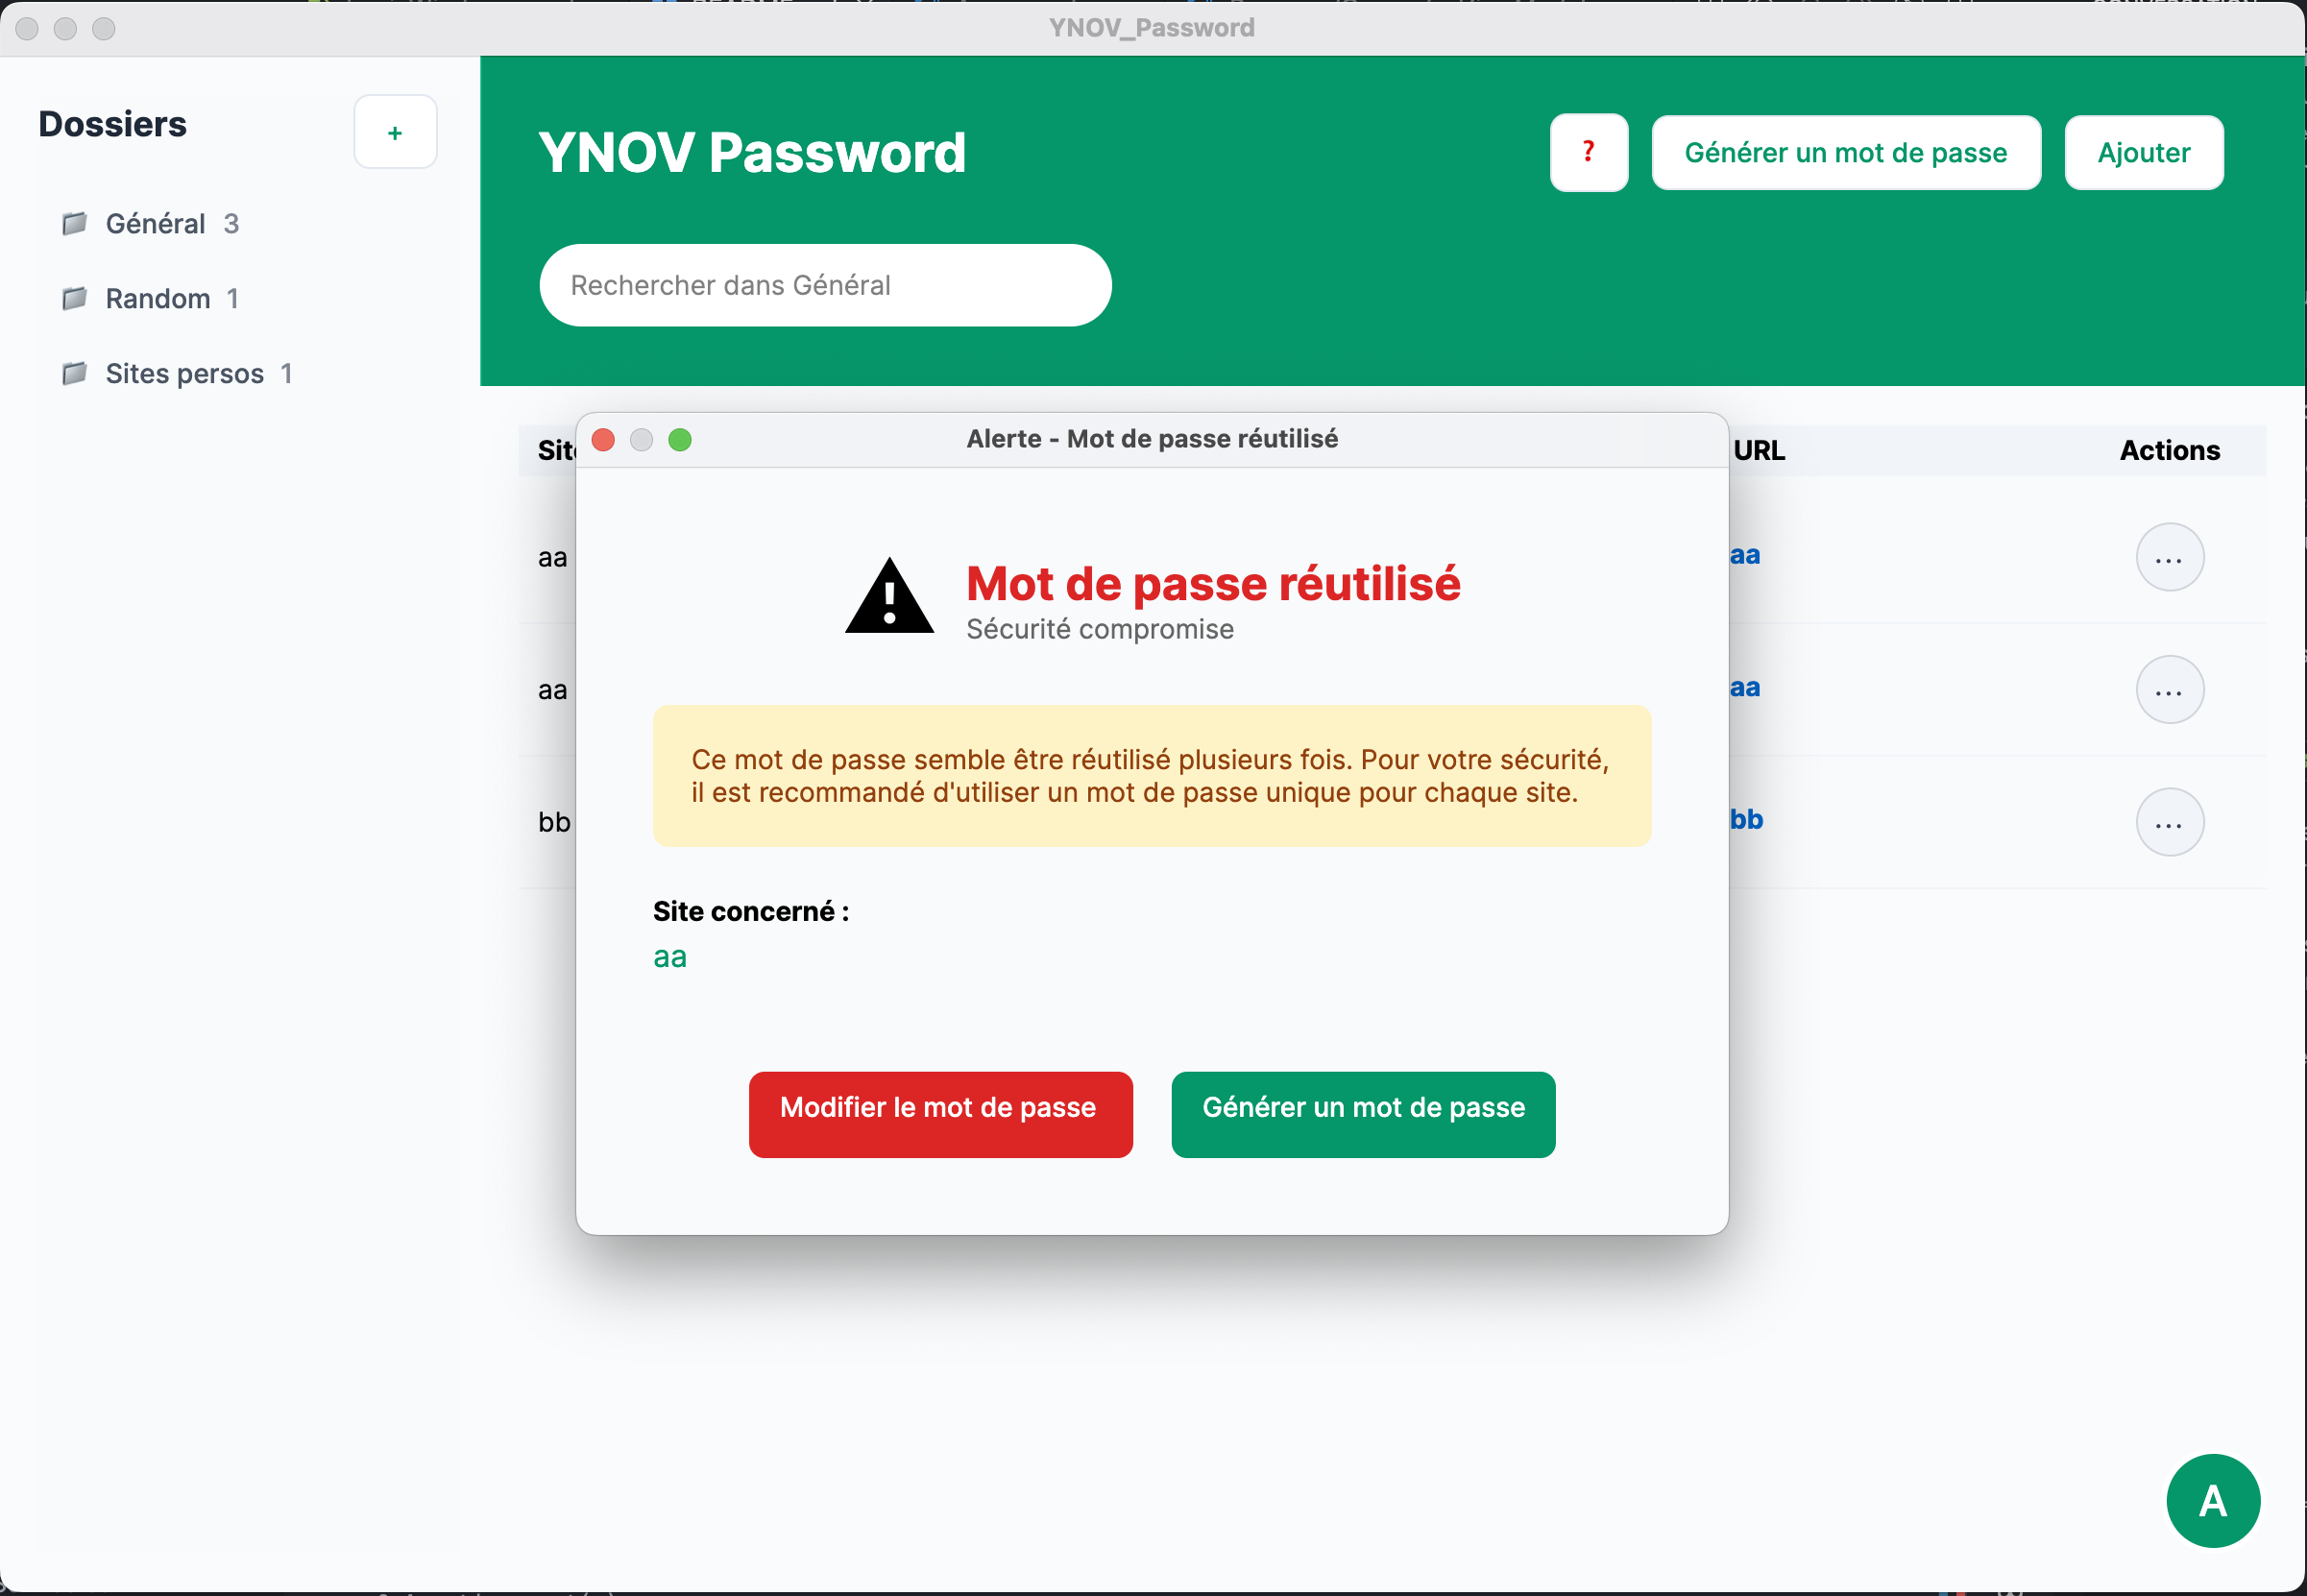 YNOV_Password
Dossiers
+
Général 3
Random 1
Sites persos 1
YNOV Password
?
Générer un mot de passe
Ajouter
Rechercher dans Général
URL
Actions
aa
aa
...
aa
aa
...
bb
bb
...
Alerte - Mot de passe réutilisé
Mot de passe réutilisé
Sécurité compromise
Ce mot de passe semble être réutilisé plusieurs fois. Pour votre sécurité,
il est recommandé d'utiliser un mot de passe unique pour chaque site.
Site concerné :
aa
Modifier le mot de passe
Générer un mot de passe
A